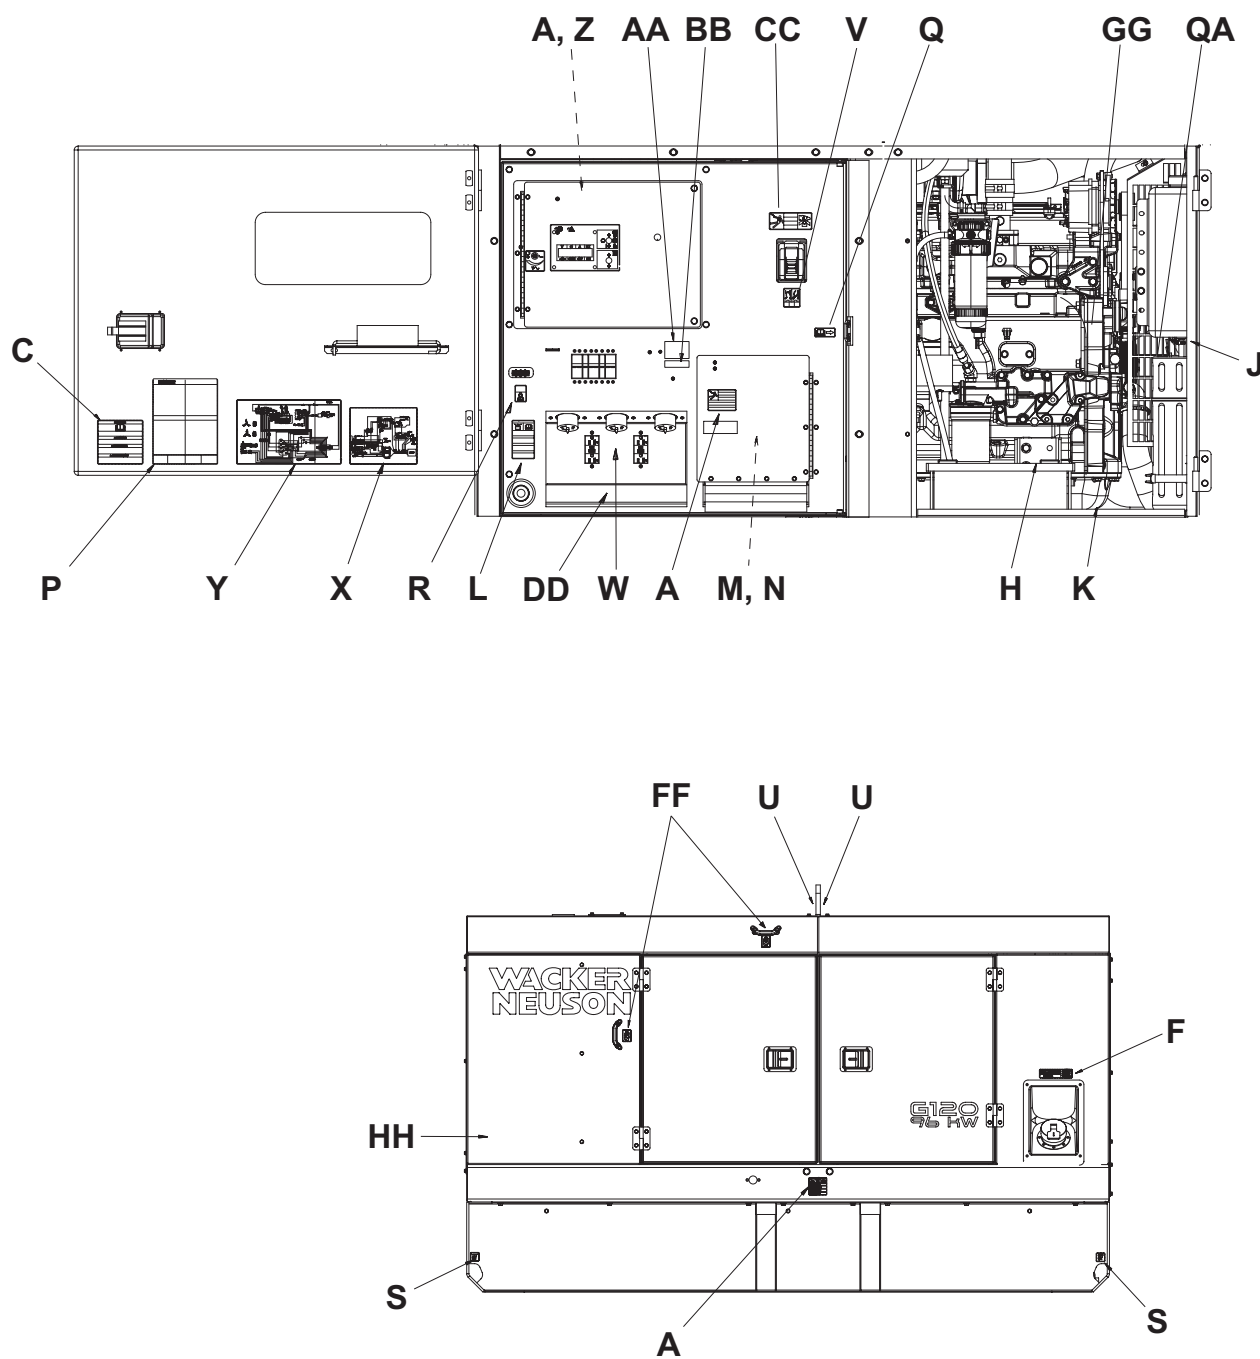 A, Z AA BB CC V Q GG QA
C
J
P Y X R L DD W A M, N H K
FF U U
WACKER
NEUSON
F
G120
96 kW
HH
S
S
A